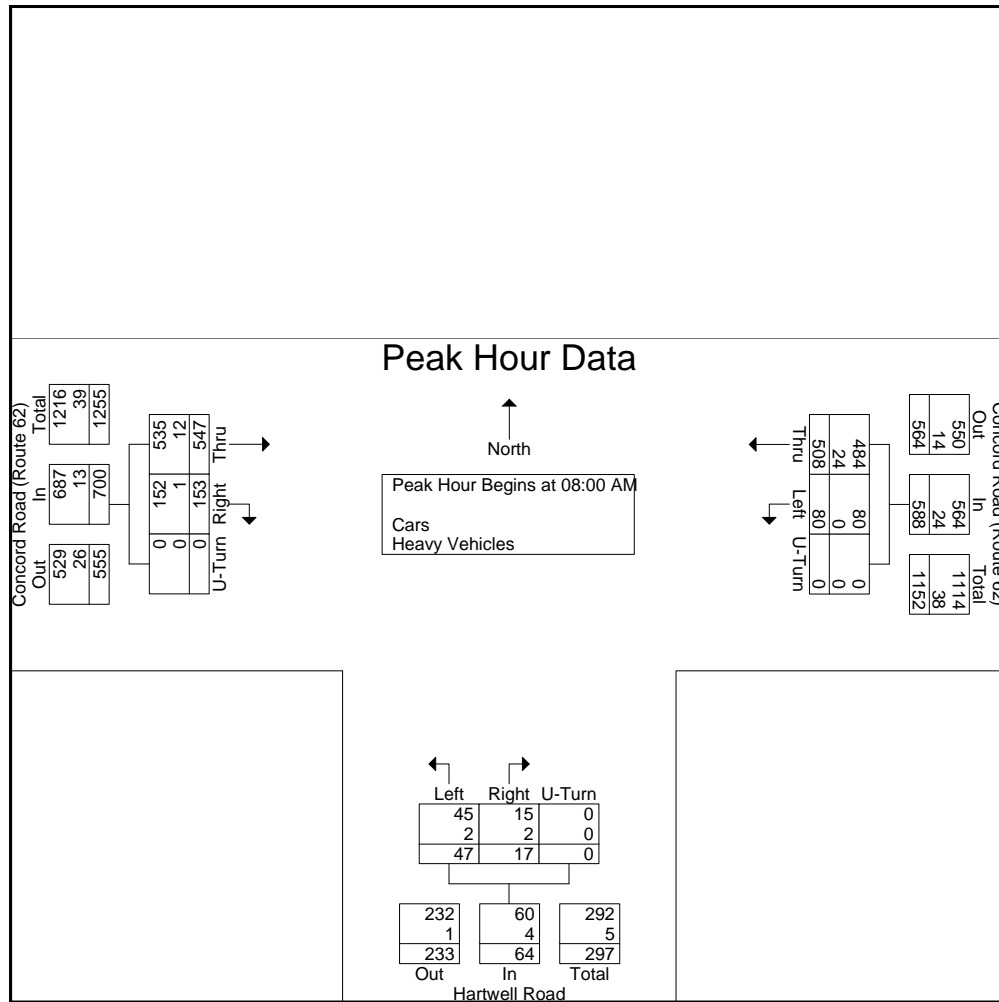 Peak Hour Data
North
Peak Hour Begins at 08:00 AM
Cars
Heavy Vehicles
Concord Road (Route 62)
Total In Out
1216 687 529
39 13 26
1255 700 555
535 152 0
12 1 0
547 153 0
Thru Right U-Turn
Concord Road (Route 62)
Out In Total
550 564 1114
14 24 38
564 588 1152
484 80 0
24 0 0
508 80 0
Thru Left U-Turn
Left Right U-Turn
45 15 0
2 2 0
47 17 0
232 60 292
1 4 5
233 64 297
Out In Total
Hartwell Road